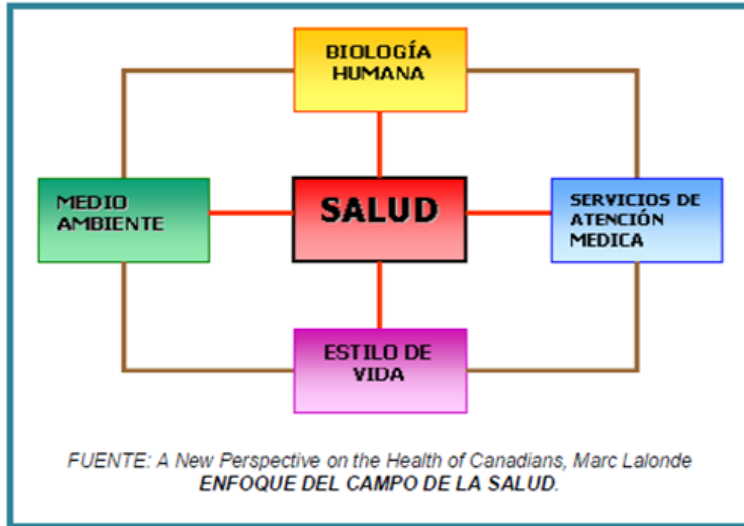 BIOLOGÍA
HUMANA
MEDIO
AMBIENTE
SALUD
SERVICIOS DE
ATENCIÓN
MEDICA
ESTILO DE
VIDA
FUENTE: A New Perspective on the Health of Canadians, Marc Lalonde
ENFOQUE DEL CAMPO DE LA SALUD.